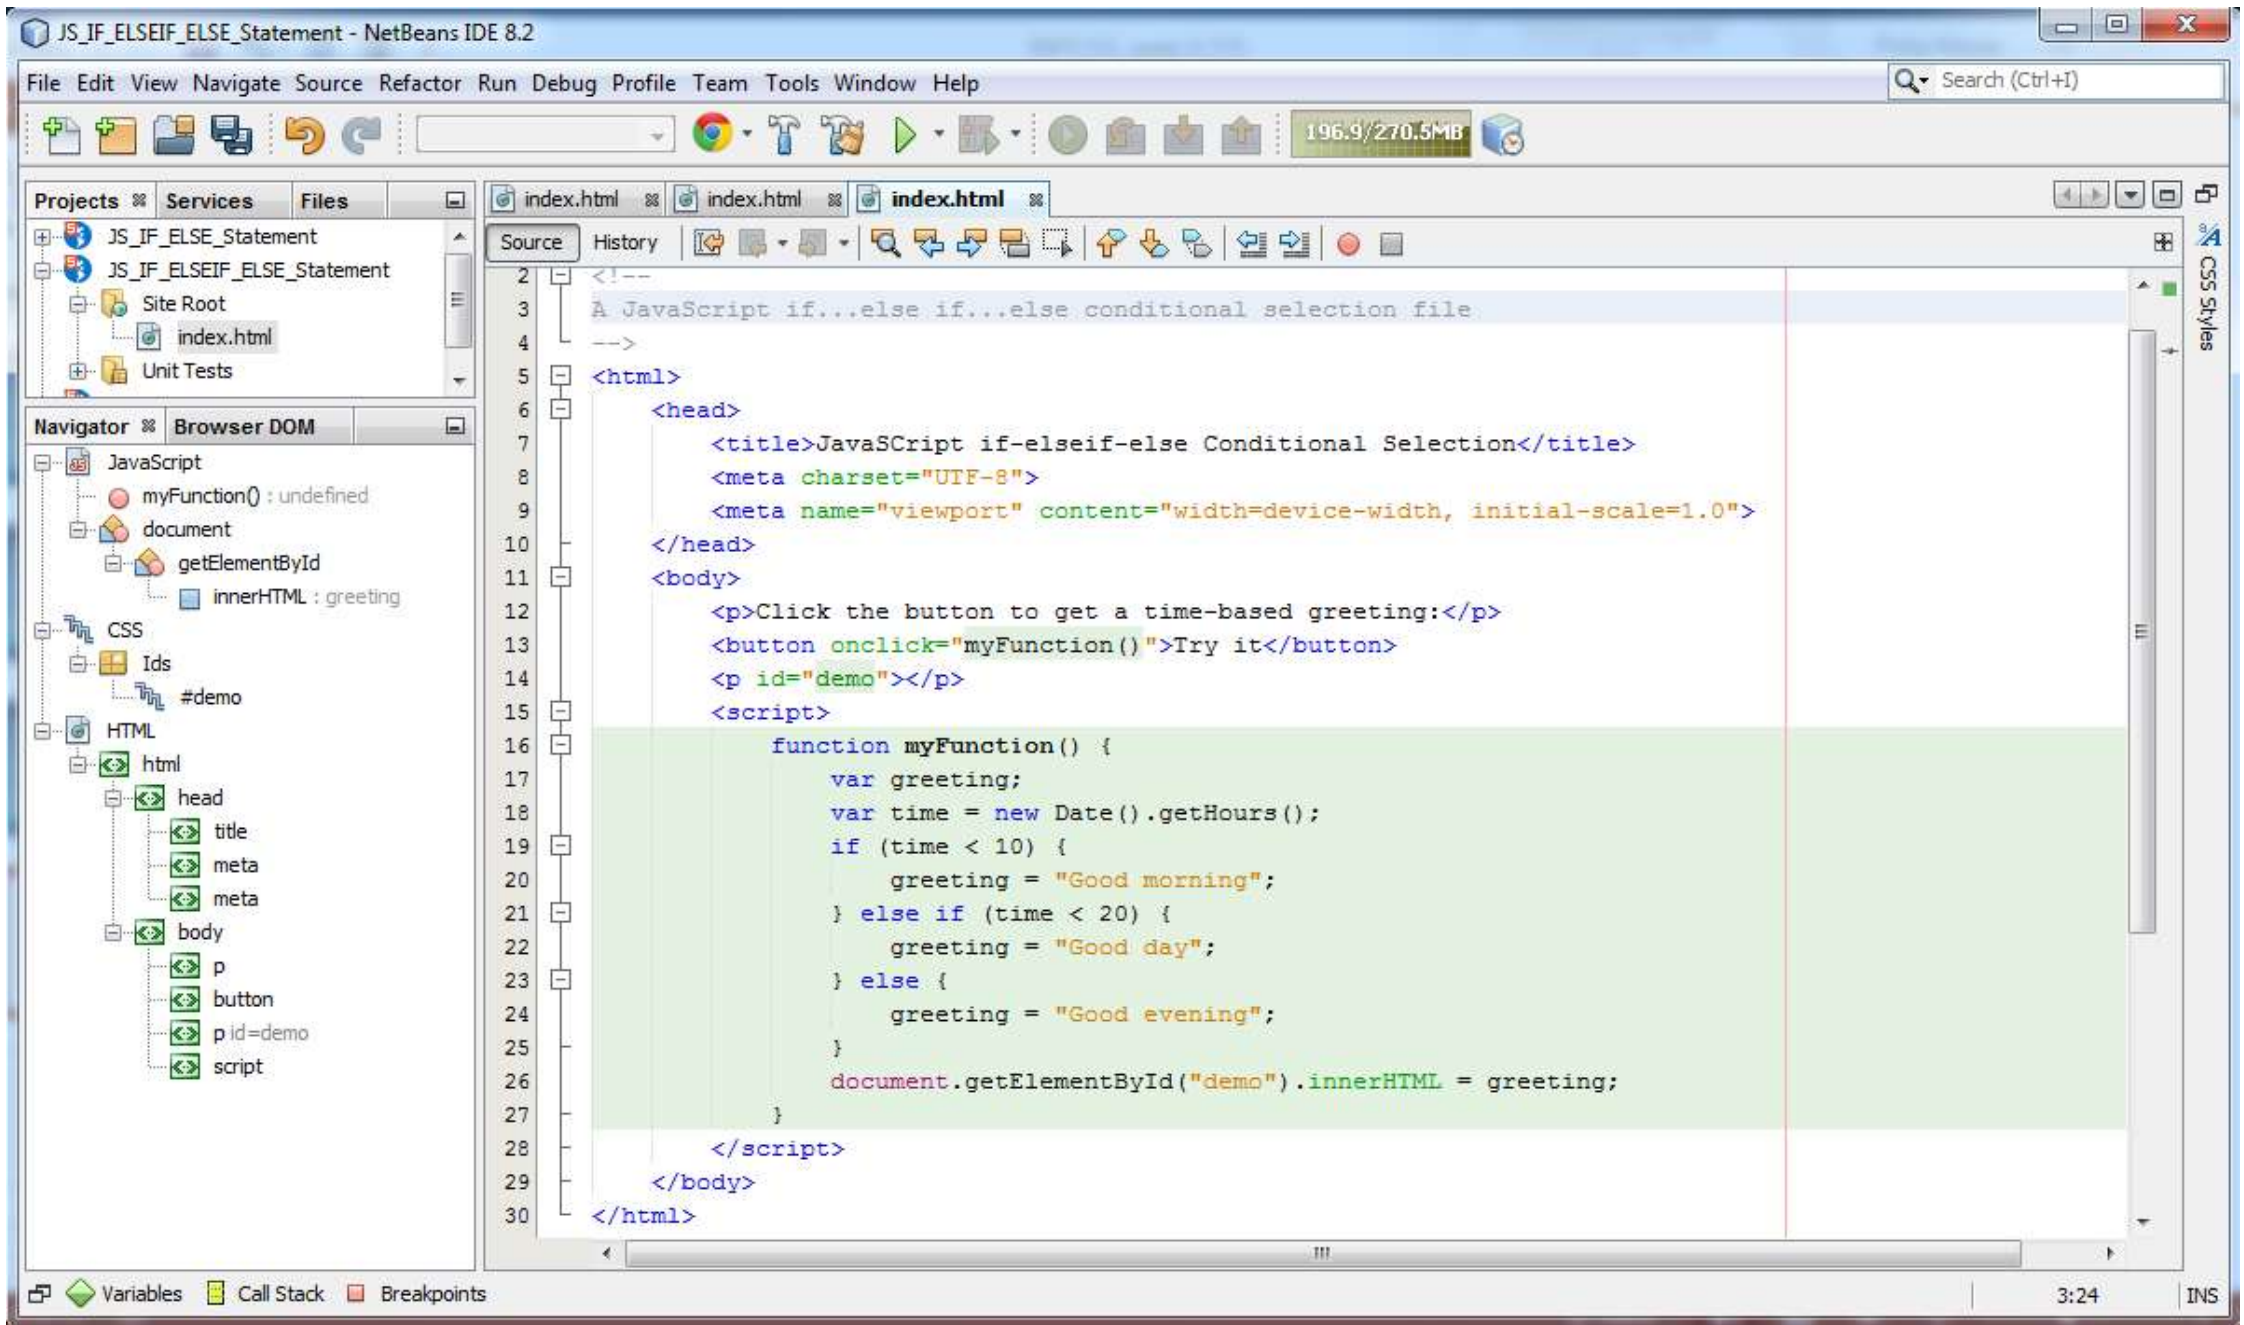 JS_IF_ELSEIF_ELSE_Statement - NetBeans IDE 8.2
File Edit View Navigate Source Refactor Run Debug Profile Team Tools Window Help
Search (Ctrl+I)
196.9/270.5MB
Projects Services Files
JS_IF_ELSE_Statement
JS_IF_ELSEIF_ELSE_Statement
Site Root
index.html
Unit Tests
Navigator Browser DOM
JavaScript
myFunction() : undefined
document
getElementById
innerHTML : greeting
CSS
Ids
#demo
HTML
html
head
title
meta
meta
body
p
button
p id=demo
script
index.html index.html index.html
Source History
2 <!--
3 A JavaScript if...else if...else conditional selection file
4 -->
5 <html>
6 <head>
7 <title>JavaSCript if-elseif-else Conditional Selection</title>
8 <meta charset="UTF-8">
9 <meta name="viewport" content="width=device-width, initial-scale=1.0">
10 </head>
11 <body>
12 <p>Click the button to get a time-based greeting:</p>
13 <button onclick="myFunction()">Try it</button>
14 <p id="demo"></p>
15 <script>
16 function myFunction() {
17 var greeting;
18 var time = new Date().getHours();
19 if (time < 10) {
20 greeting = "Good morning";
21 } else if (time < 20) {
22 greeting = "Good day";
23 } else {
24 greeting = "Good evening";
25 }
26 document.getElementById("demo").innerHTML = greeting;
27 }
28 </script>
29 </body>
30 </html>
CSS Styles
Variables Call Stack Breakpoints
3:24 INS